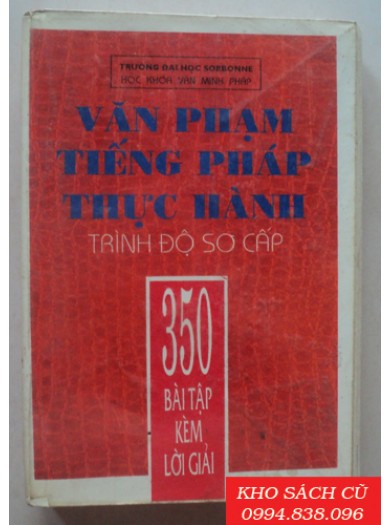 TRƯỜNG ĐẠI HỌC SORBONNE
HỌC KHÓA VĂN MINH PHÁP
VĂN PHẠM
TIẾNG PHÁP
THỰC HÀNH
TRÌNH ĐỘ SƠ CẤP
350
BÀI TẬP
KÈM
LỜI GIẢI
KHO SÁCH CŨ
0994.838.096